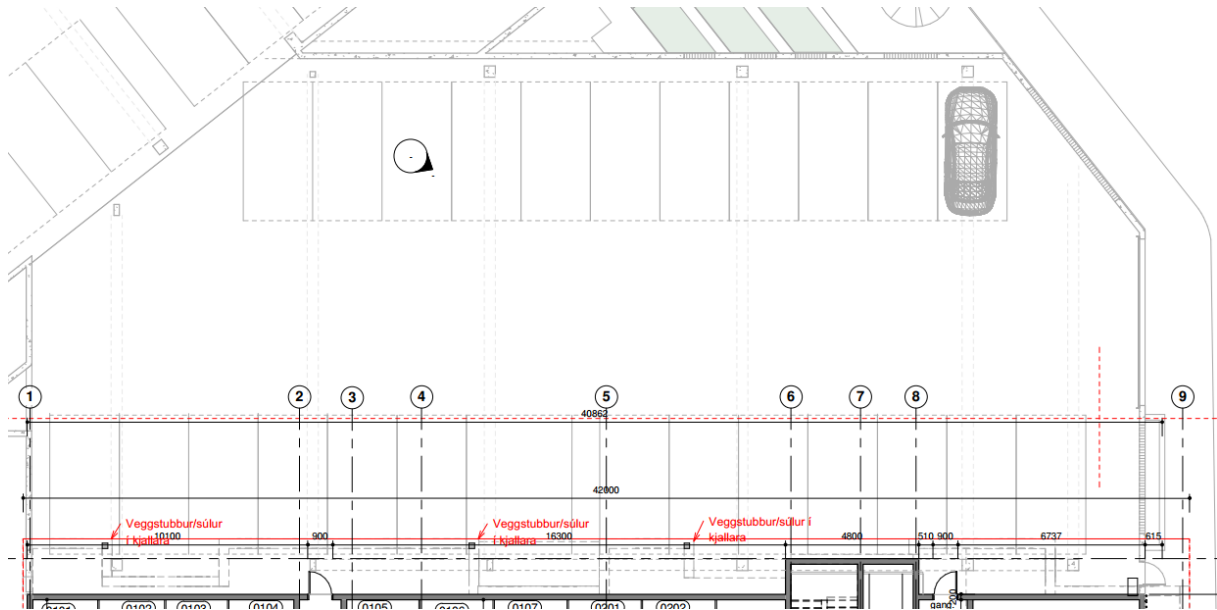 1 2 3 4 5 6 7 8 9
40862
42000
Veggstubbur/súlur
í kjallara
Veggstubbur/súlur
í kjallara
Veggstubbur/súlur í
kjallara
10100 900 16300 4800 510 900 6737 615
0101 0102 0103 0104 0105 0106 0107 0201 0202
gang